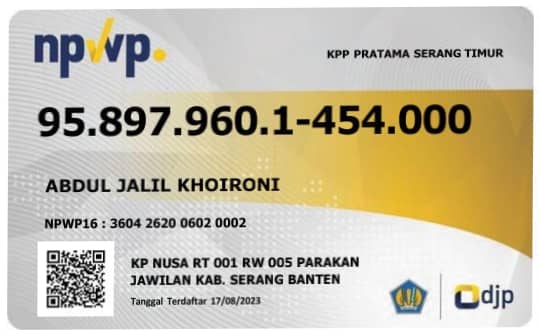 npwp.
KPP PRATAMA SERANG TIMUR
95.897.960.1-454.000
ABDUL JALIL KHOIRONI
NPWP16 : 3604 2620 0602 0002
KP NUSA RT 001 RW 005 PARAKAN
JAWILAN KAB. SERANG BANTEN
Tanggal Terdaftar 17/08/2023
djp